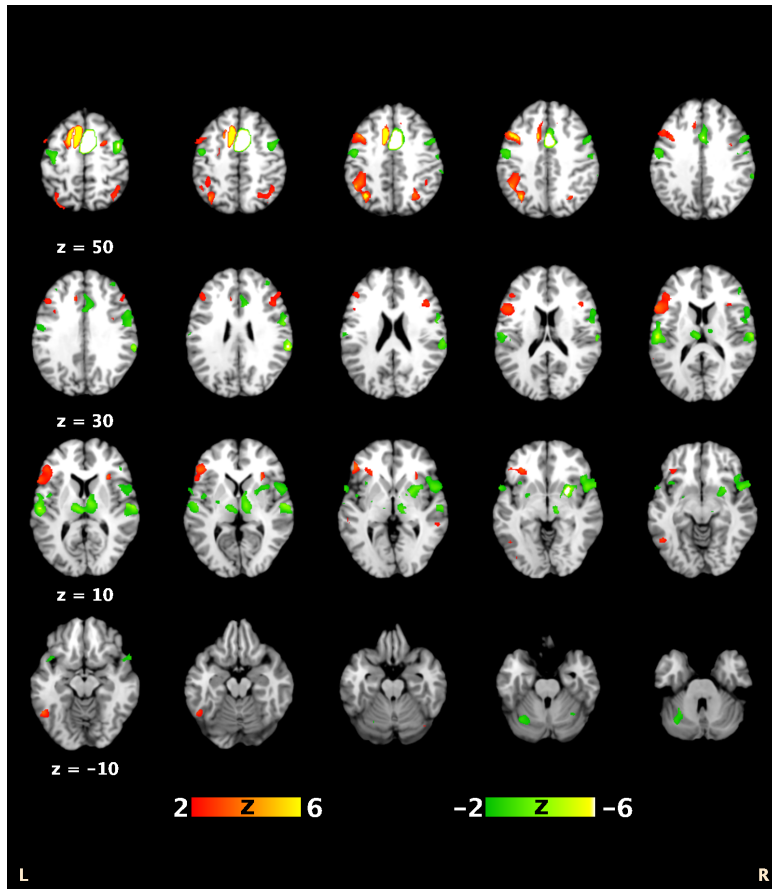 z = 50
z = 30
z = 10
z = –10
2 z 6
–2 z –6
L R